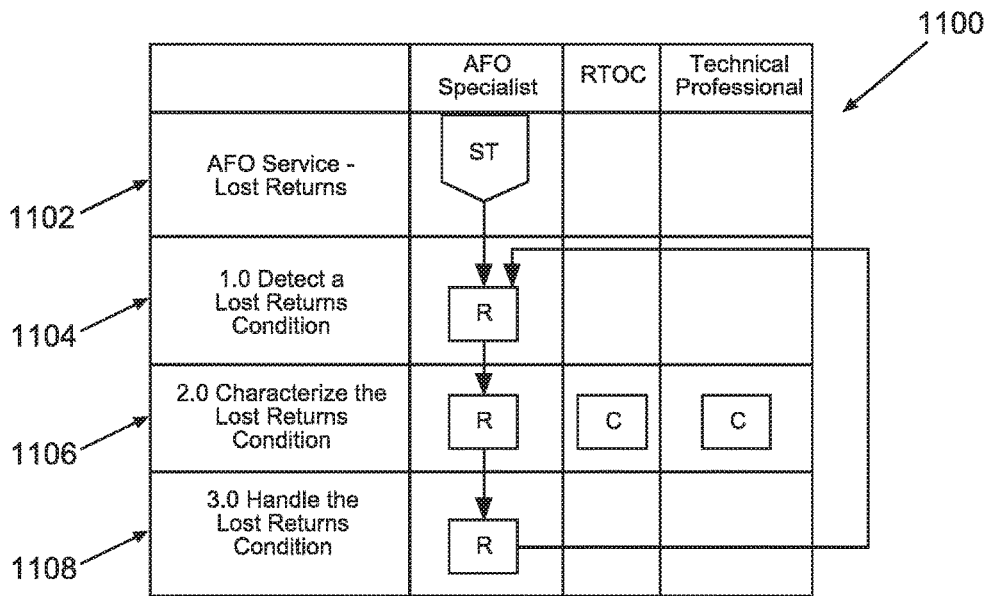 1100
AFO
Specialist
RTOC
Technical
Professional
AFO Service -
Lost Returns
ST
1102
1.0 Detect a
Lost Returns
Condition
R
1104
2.0 Characterize the
Lost Returns
Condition
R
C
C
1106
3.0 Handle the
Lost Returns
Condition
R
1108